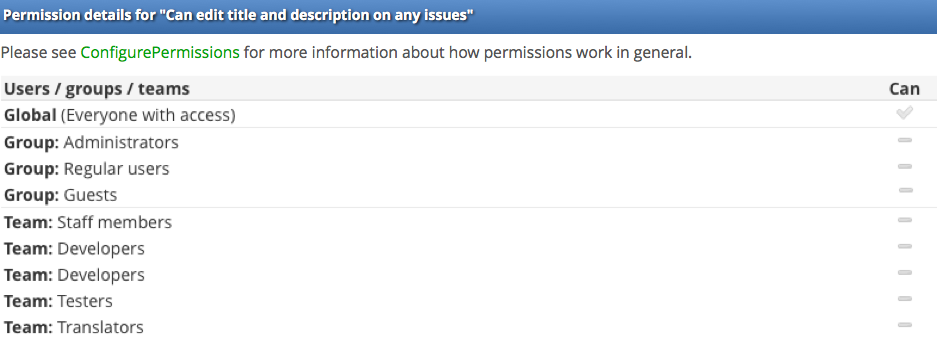 Permission details for "Can edit title and description on any issues"
Please see ConfigurePermissions for more information about how permissions work in general.
Users / groups / teams Can
Global (Everyone with access)
Group: Administrators
Group: Regular users
Group: Guests
Team: Staff members
Team: Developers
Team: Developers
Team: Testers
Team: Translators